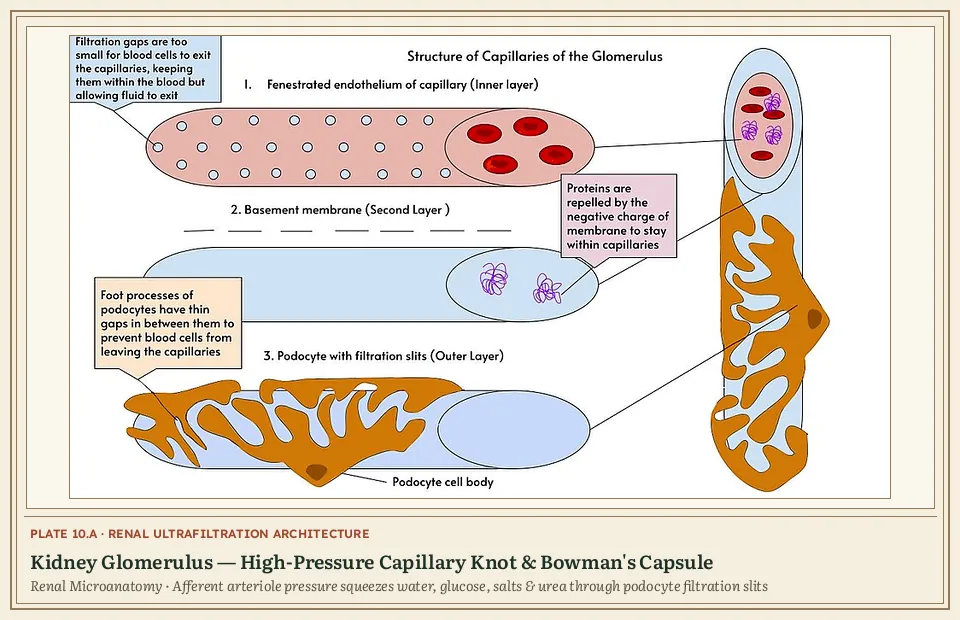 Filtration gaps are too
small for blood cells to exit
the capillaries, keeping
them within the blood but
allowing fluid to exit
Structure of Capillaries of the Glomerulus
1. Fenestrated endothelium of capillary (Inner layer)
Proteins are
repelled by the
negative charge of
membrane to stay
within capillaries
2. Basement membrane (Second Layer )
Foot processes of
podocytes have thin
gaps in between them to
prevent blood cells from
leaving the capillaries
3. Podocyte with filtration slits (Outer Layer)
Podocyte cell body
PLATE 10.A · RENAL ULTRAFILTRATION ARCHITECTURE
Kidney Glomerulus — High-Pressure Capillary Knot & Bowman's Capsule
Renal Microanatomy · Afferent arteriole pressure squeezes water, glucose, salts & urea through podocyte filtration slits